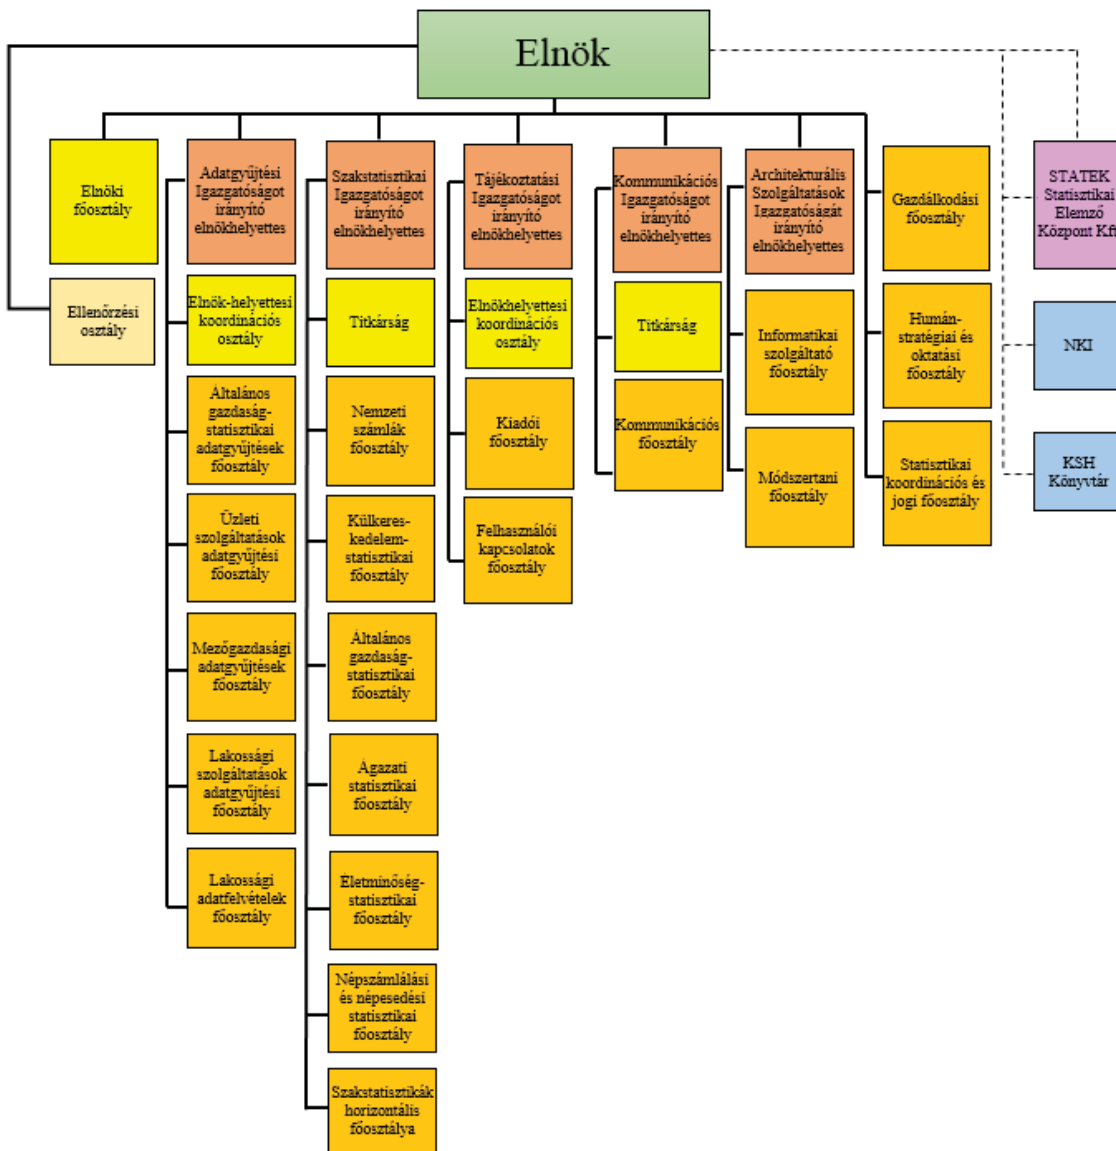 Elnök
Elnöki
főosztály
Ellenőrzési
osztály
Adatgyűjtési
Igazgatóságot
irányító
elnökhelyettes
Elnök-helyettesi
koordinációs
osztály
Általános
gazdaság-
statisztikai
adatgyűjtések
főosztály
Űzleti
szolgáltatások
adatgyűjtési
főosztály
Mezőgazdasági
adatgyűjtések
főosztály
Lakossági
szolgáltatások
adatgyűjtési
főosztály
Lakossági
adatfelvételek
főosztály
Szakstatisztikai
Igazgatóságot
irányító
elnökhelyettes
Titkárság
Nemzeti
számlák
főosztály
Külkeres-
kedelem-
statisztikai
főosztály
Általános
gazdaság-
statisztikai
főosztály
Ágazati
statisztikai
főosztály
Életminőség-
statisztikai
főosztály
Népszámlálási
és népesedési
statisztikai
főosztály
Szakstatisztikák
horizontális
főosztálya
Tájékoztatási
Igazgatóságot
irányító
elnökhelyettes
Elnökhelyettesi
koordinációs
osztály
Kiadói
főosztály
Felhasználói
kapcsolatok
főosztály
Kommunikációs
Igazgatóságot
irányító
elnökhelyettes
Titkárság
Kommunikációs
főosztály
Architekturális
Szolgáltatások
Igazgatóságát
irányító
elnökhelyettes
Informatikai
szolgáltató
főosztály
Módszertani
főosztály
Gazdálkodási
főosztály
Humán-
stratégiai és
oktatási
főosztály
Statisztikai
koordinációs és
jogi főosztály
STATEK
Statisztikai
Elemző
Központ Kft
NKI
KSH
Könyvtár